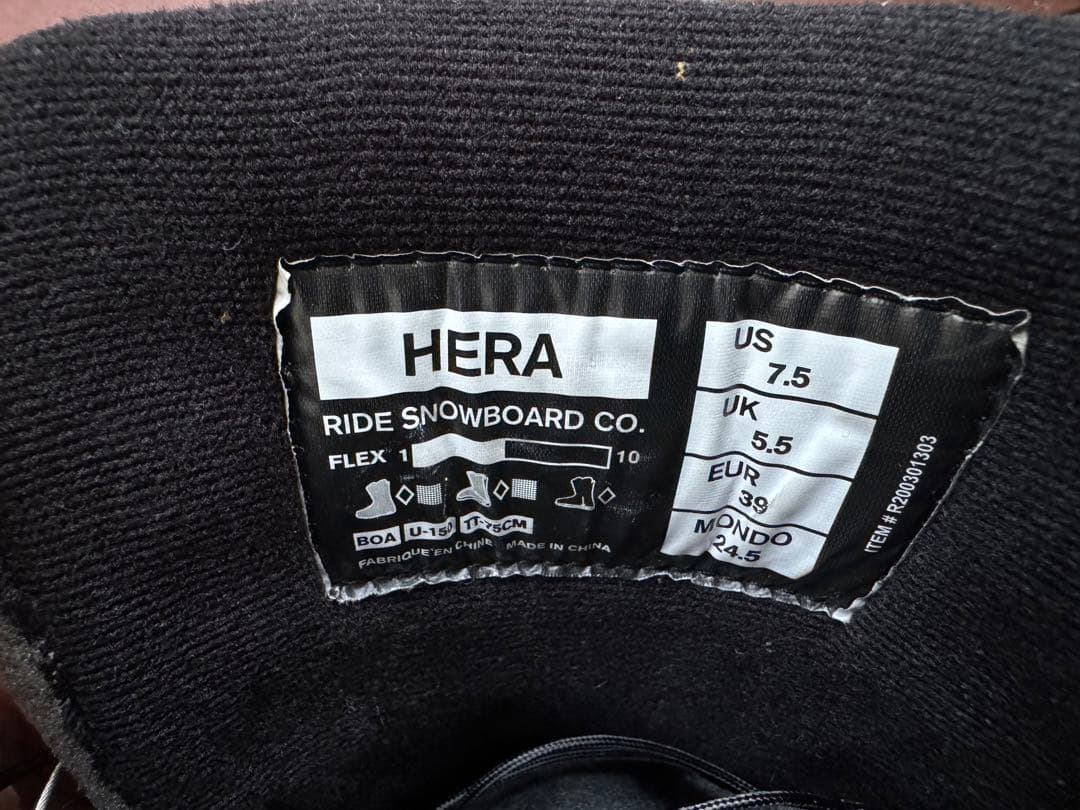 HERA
RIDE SNOWBOARD CO.
FLEX 1 10
BOA U-150 TT-75CM
FABRIQUE EN CHINE MADE IN CHINA
US
7.5
UK
5.5
EUR
39
MONDO
24.5
ITEM # R200301303